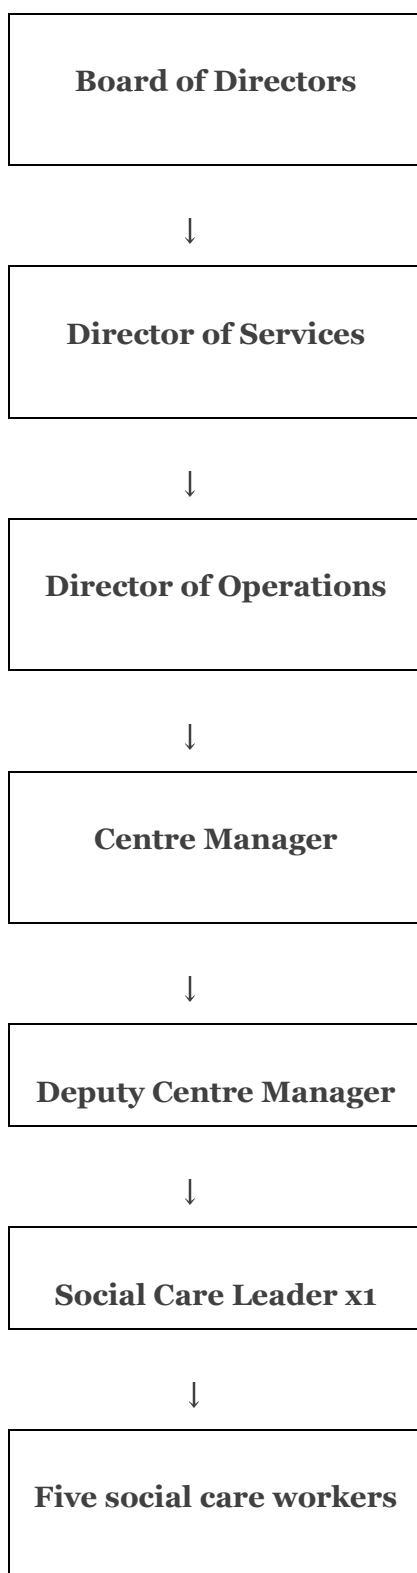 Board of Directors
↓
Director of Services
↓
Director of Operations
↓
Centre Manager
↓
Deputy Centre Manager
↓
Social Care Leader x1
↓
Five social care workers